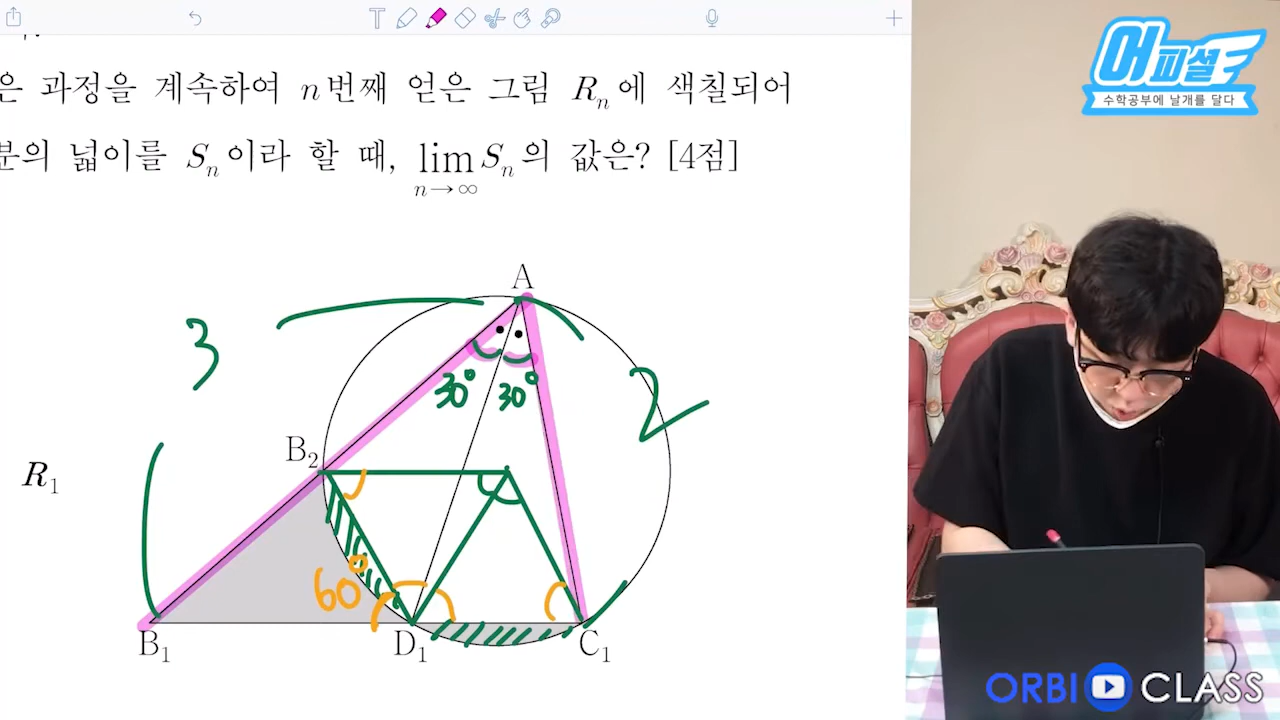 은 과정을 계속하여 n번째 얻은 그림 Rₙ에 색칠되어
분의 넓이를 Sₙ이라 할 때, lim Sₙ의 값은? [4점]
n→∞
어피셜
수학공부에 날개를 달다
A
3
30° 30°
2
B₂
R₁
60°
B₁
D₁
C₁
ORBI CLASS